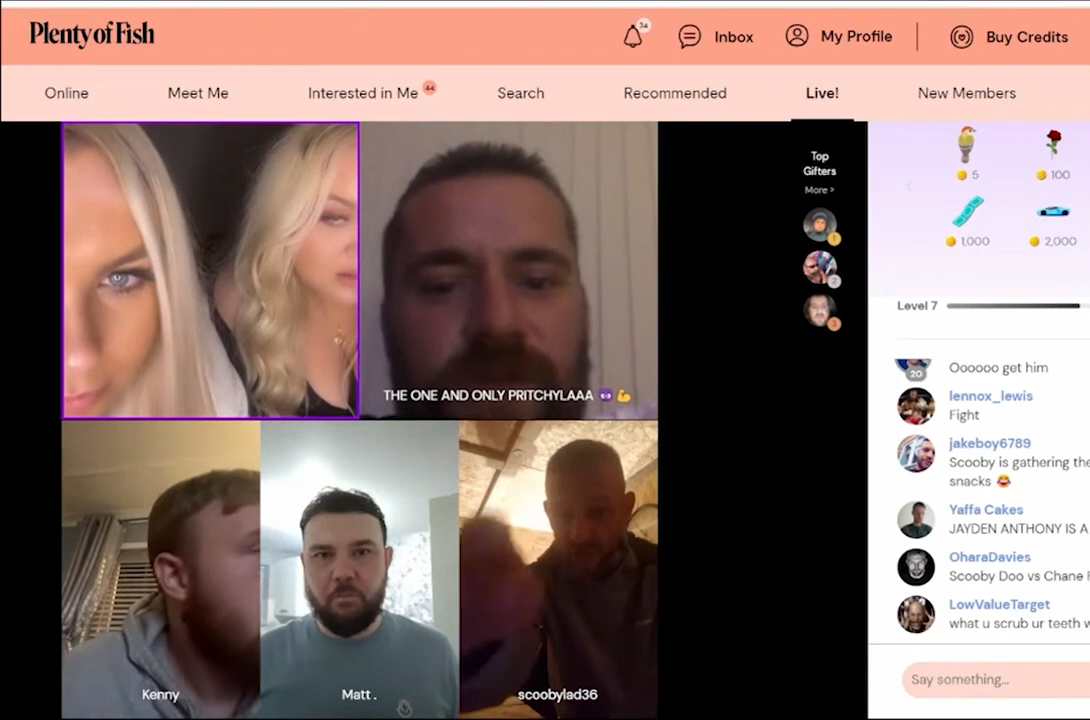 Plenty of Fish
34
Inbox
My Profile
Buy Credits
Online
Meet Me
Interested in Me
44
Search
Recommended
Live!
New Members
Top
Gifters
More >
1
2
3
5
100
1,000
2,000
Level 7
20
Oooooo get him
lennox_lewis
Fight
jakeboy6789
Scooby is gathering the
snacks 😂
Yaffa Cakes
JAYDEN ANTHONY IS A
OharaDavies
Scooby Doo vs Chane
LowValueTarget
what u scrub ur teeth w
Say something...
THE ONE AND ONLY PRITCHYLAAA 😈 💪
Kenny
Matt .
scoobylad36